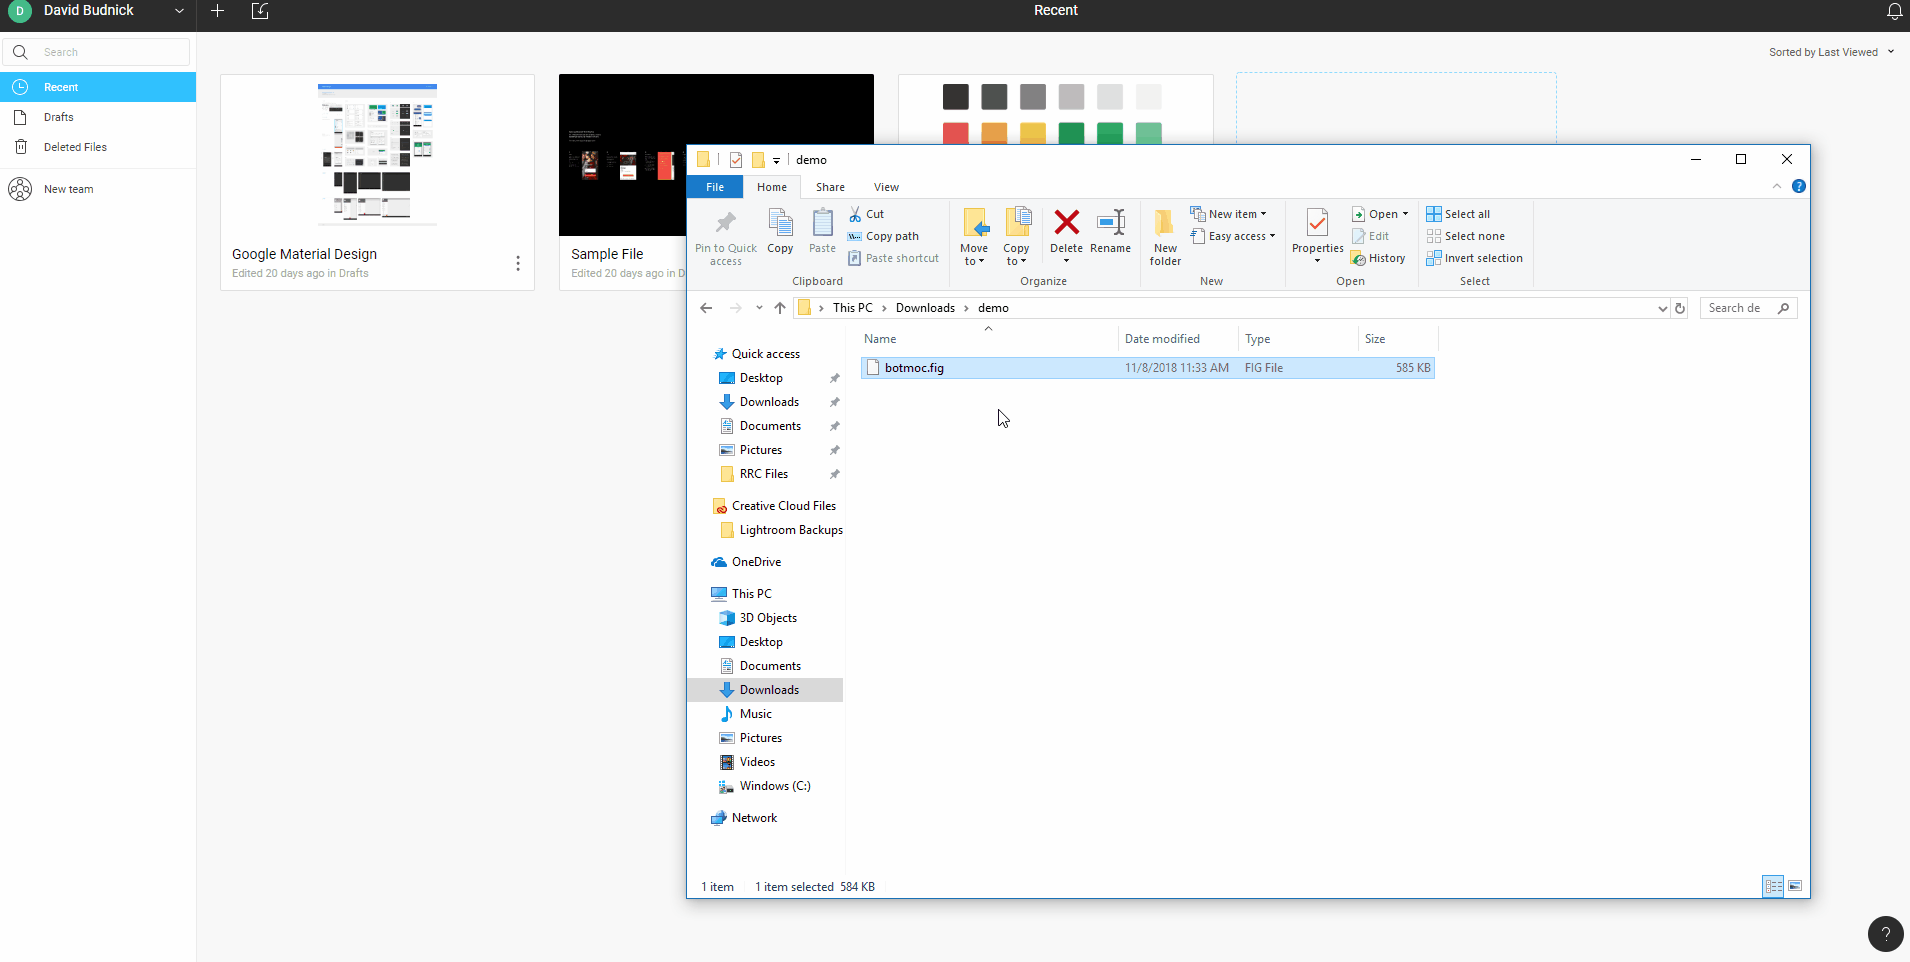 D David Budnick
Recent
Search
Sorted by Last Viewed
Recent
Drafts
Deleted Files
New team
Google Material Design
Edited 20 days ago in Drafts
Sample File
Edited 20 days ago in D
demo
File Home Share View
?
Pin to Quick access
Copy
Paste
Cut
Copy path
Paste shortcut
Clipboard
Move to
Copy to
Delete
Rename
Organize
New folder
New item
Easy access
New
Properties
Open
Edit
History
Open
Select all
Select none
Invert selection
Select
This PC > Downloads > demo
Search de
Name Date modified Type Size
botmoc.fig 11/8/2018 11:33 AM FIG File 585 KB
Quick access
Desktop
Downloads
Documents
Pictures
RRC Files
Creative Cloud Files
Lightroom Backups
OneDrive
This PC
3D Objects
Desktop
Documents
Downloads
Music
Pictures
Videos
Windows (C:)
Network
1 item 1 item selected 584 KB
?